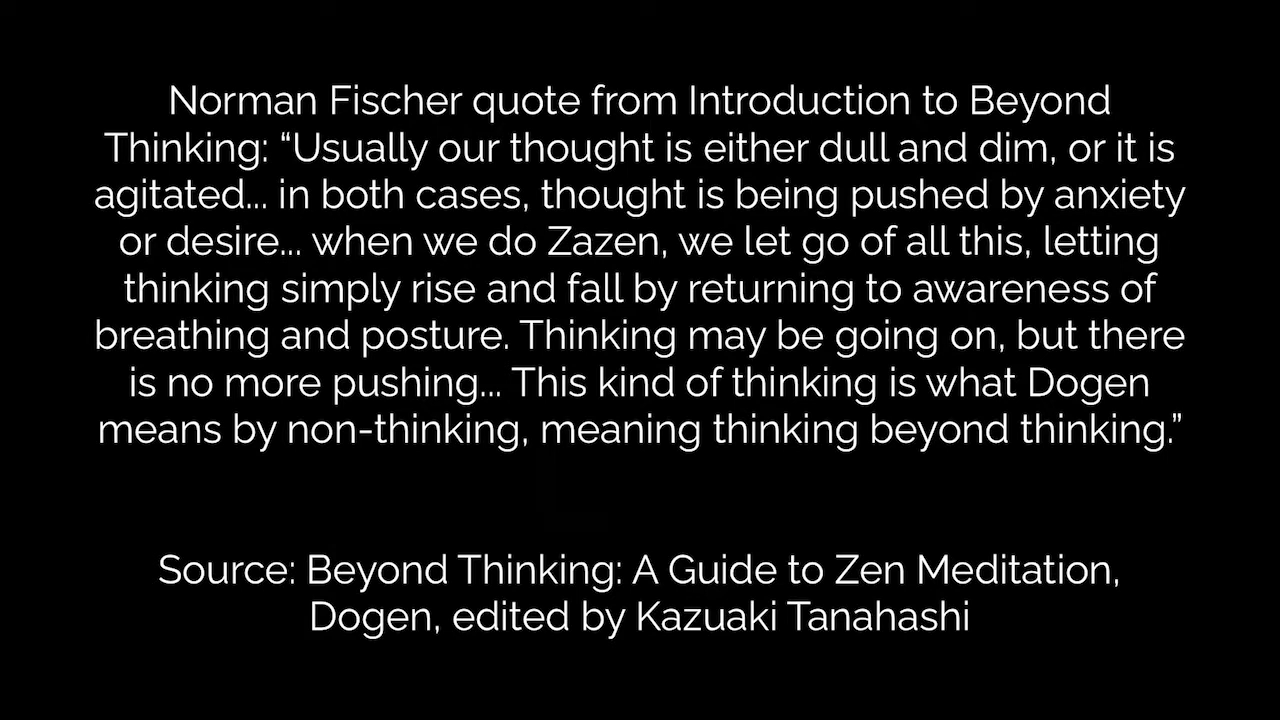 Norman Fischer quote from Introduction to Beyond
Thinking: “Usually our thought is either dull and dim, or it is
agitated... in both cases, thought is being pushed by anxiety
or desire... when we do Zazen, we let go of all this, letting
thinking simply rise and fall by returning to awareness of
breathing and posture. Thinking may be going on, but there
is no more pushing... This kind of thinking is what Dogen
means by non-thinking, meaning thinking beyond thinking.”
Source: Beyond Thinking: A Guide to Zen Meditation,
Dogen, edited by Kazuaki Tanahashi